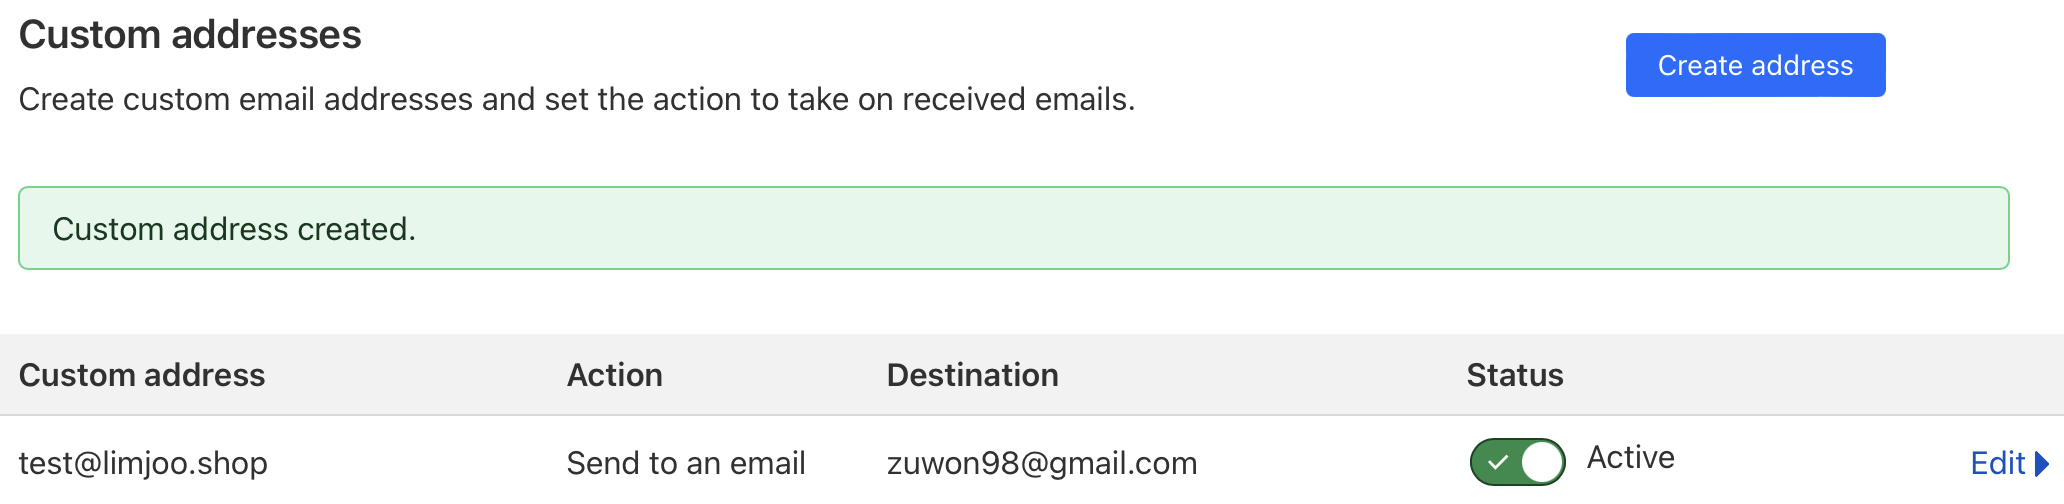 Custom addresses
Create address
Create custom email addresses and set the action to take on received emails.
Custom address created.
Custom address Action Destination Status
test@limjoo.shop Send to an email zuwon98@gmail.com Active Edit